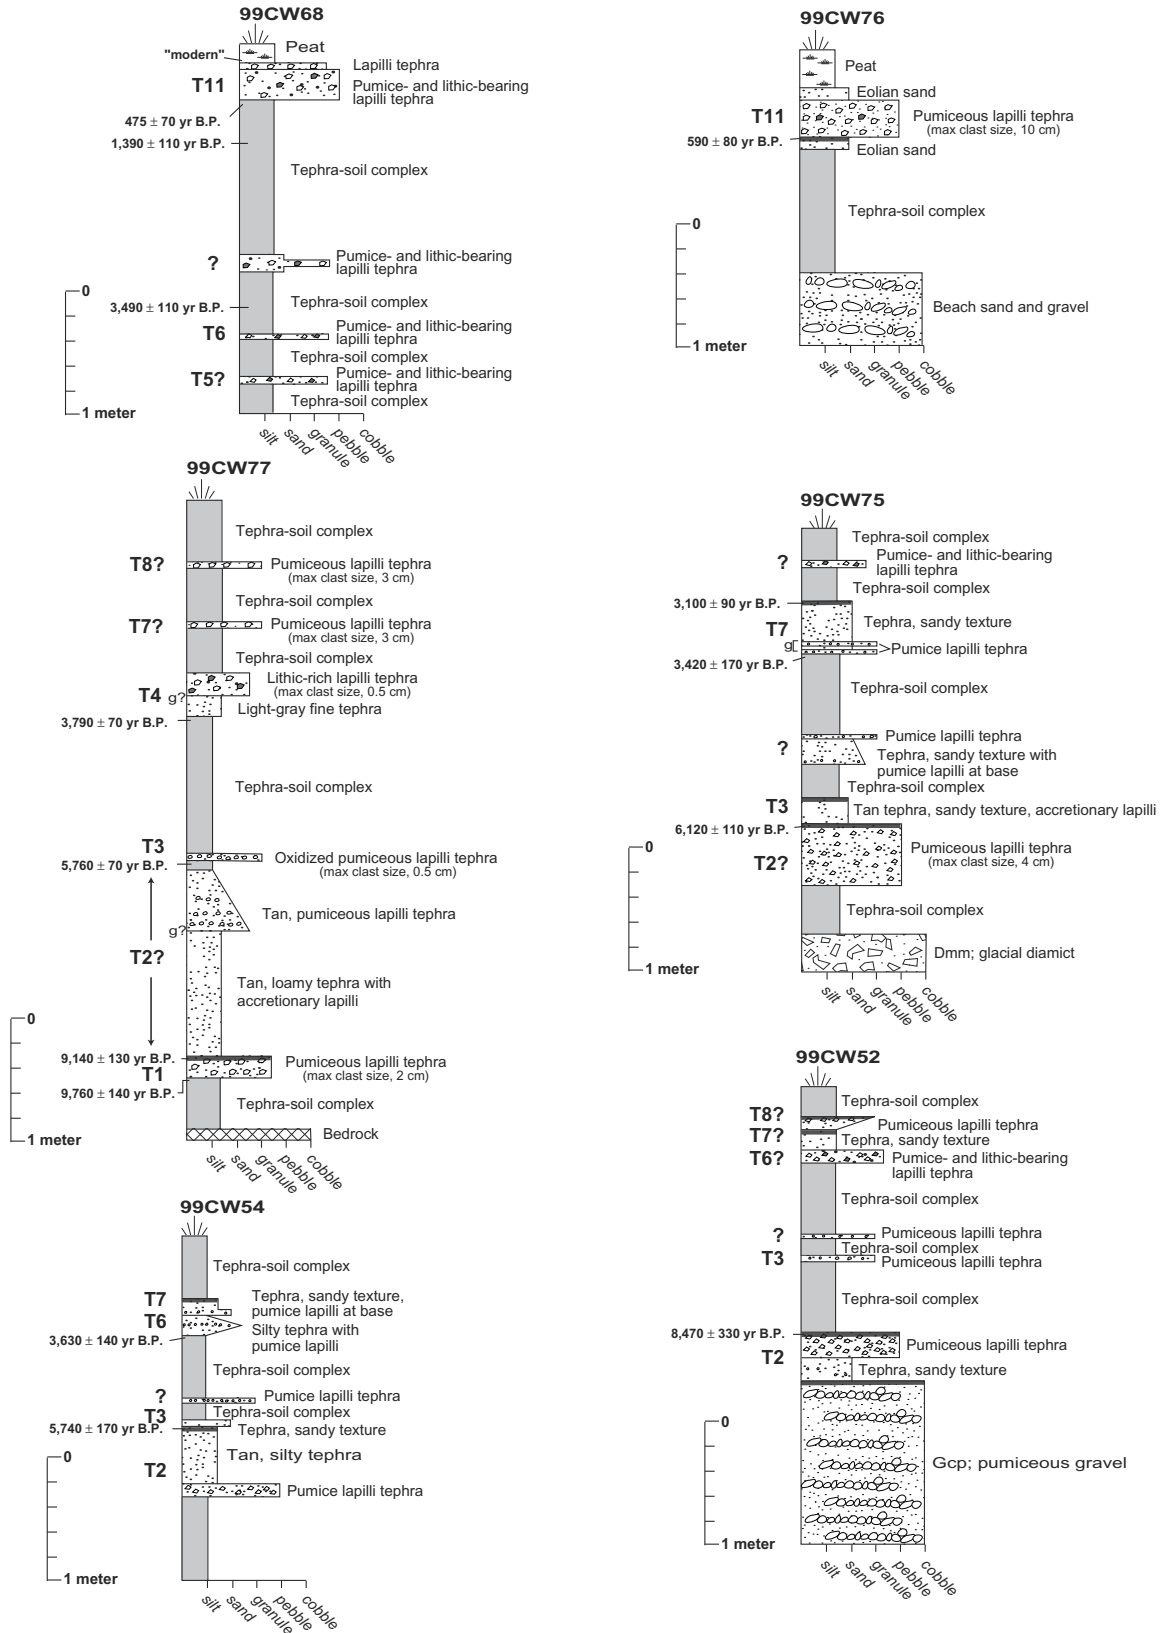 99CW68
"modern"
Peat
Lapilli tephra
T11
Pumice- and lithic-bearing
lapilli tephra
475 ± 70 yr B.P.
1,390 ± 110 yr B.P.
Tephra-soil complex
?
Pumice- and lithic-bearing
lapilli tephra
0
3,490 ± 110 yr B.P.
Tephra-soil complex
T6
Pumice- and lithic-bearing
lapilli tephra
Tephra-soil complex
T5?
Pumice- and lithic-bearing
lapilli tephra
Tephra-soil complex
1 meter
silt
sand
granule
pebble
cobble
99CW76
Peat
Eolian sand
T11
Pumiceous lapilli tephra
(max clast size, 10 cm)
590 ± 80 yr B.P.
Eolian sand
Tephra-soil complex
0
Beach sand and gravel
1 meter
silt
sand
granule
pebble
cobble
99CW77
Tephra-soil complex
T8?
Pumiceous lapilli tephra
(max clast size, 3 cm)
Tephra-soil complex
T7?
Pumiceous lapilli tephra
(max clast size, 3 cm)
Tephra-soil complex
Lithic-rich lapilli tephra
(max clast size, 0.5 cm)
T4
g?
Light-gray fine tephra
3,790 ± 70 yr B.P.
Tephra-soil complex
T3
Oxidized pumiceous lapilli tephra
(max clast size, 0.5 cm)
5,760 ± 70 yr B.P.
Tan, pumiceous lapilli tephra
g?
T2?
Tan, loamy tephra with
accretionary lapilli
0
9,140 ± 130 yr B.P.
T1
Pumiceous lapilli tephra
(max clast size, 2 cm)
9,760 ± 140 yr B.P.
Tephra-soil complex
Bedrock
1 meter
silt
sand
granule
pebble
cobble
99CW75
Tephra-soil complex
?
Pumice- and lithic-bearing
lapilli tephra
Tephra-soil complex
3,100 ± 90 yr B.P.
Tephra, sandy texture
T7
g
Pumice lapilli tephra
3,420 ± 170 yr B.P.
Tephra-soil complex
Pumice lapilli tephra
?
Tephra, sandy texture with
pumice lapilli at base
Tephra-soil complex
T3
Tan tephra, sandy texture, accretionary lapilli
6,120 ± 110 yr B.P.
0
Pumiceous lapilli tephra
(max clast size, 4 cm)
T2?
Tephra-soil complex
Dmm; glacial diamict
1 meter
silt
sand
granule
pebble
cobble
99CW54
Tephra-soil complex
T7
Tephra, sandy texture,
pumice lapilli at base
T6
Silty tephra with
pumice lapilli
3,630 ± 140 yr B.P.
Tephra-soil complex
?
Pumice lapilli tephra
Tephra-soil complex
T3
5,740 ± 170 yr B.P.
Tephra, sandy texture
0
Tan, silty tephra
T2
Pumice lapilli tephra
1 meter
silt
sand
granule
pebble
cobble
99CW52
Tephra-soil complex
T8?
Pumiceous lapilli tephra
T7?
Tephra, sandy texture
T6?
Pumice- and lithic-bearing
lapilli tephra
Tephra-soil complex
?
Pumiceous lapilli tephra
Tephra-soil complex
T3
Pumiceous lapilli tephra
Tephra-soil complex
8,470 ± 330 yr B.P.
Pumiceous lapilli tephra
T2
Tephra, sandy texture
0
Gcp; pumiceous gravel
1 meter
silt
sand
granule
pebble
cobble